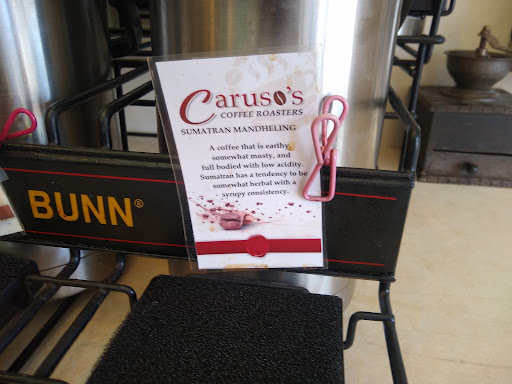 Caruso's
COFFEE ROASTERS
SUMATRAN MANDHELING
A coffee that is earthy,
somewhat musty, and
full bodied with low acidity.
Sumatran has a tendency to be
somewhat herbal with a
syrupy consistency.
BUNN®